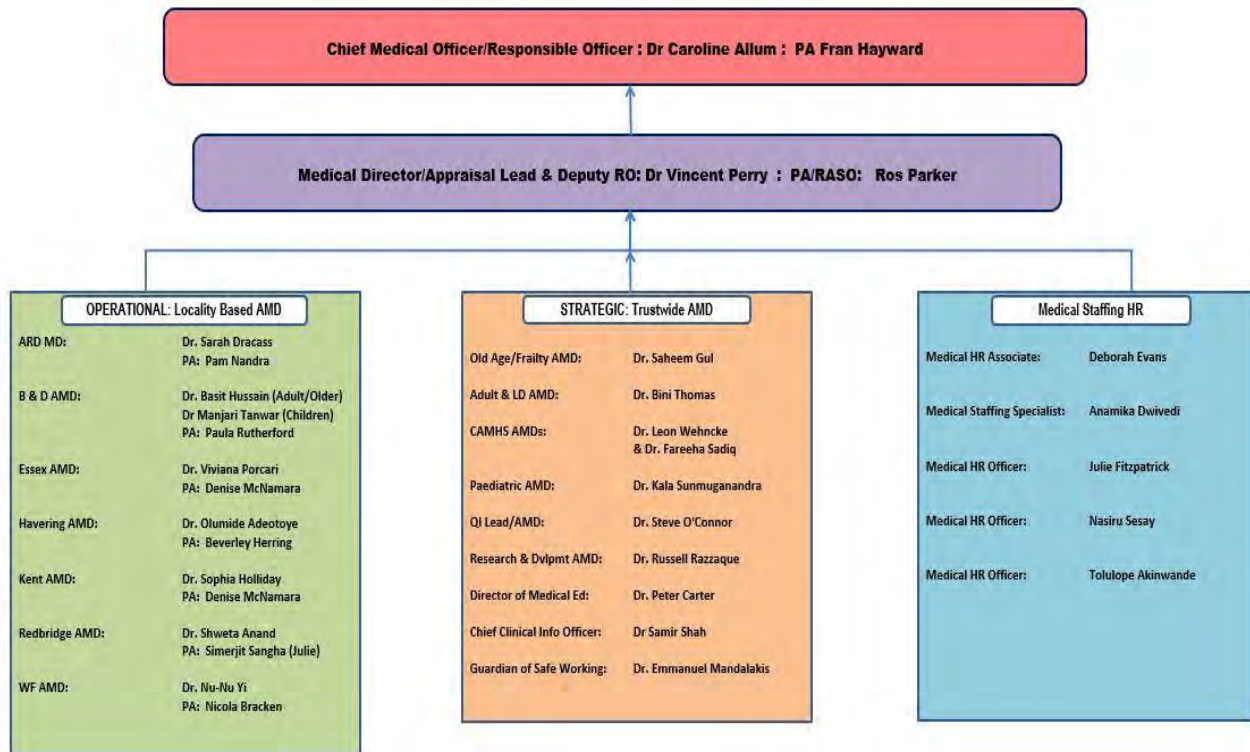 Chief Medical Officer/Responsible Officer : Dr Caroline Allum : PA Fran Hayward
Medical Director/Appraisal Lead & Deputy RO: Dr Vincent Perry : PA/RASO: Ros Parker
OPERATIONAL: Locality Based AMD
ARD MD: Dr. Sarah Dracass
PA: Pam Nandra
B & D AMD: Dr. Basit Hussain (Adult/Older)
Dr Manjari Tanwar (Children)
PA: Paula Rutherford
Essex AMD: Dr. Viviana Porcari
PA: Denise McNamara
Havering AMD: Dr. Olumide Adeotoye
PA: Beverley Herring
Kent AMD: Dr. Sophia Holliday
PA: Denise McNamara
Redbridge AMD: Dr. Shweta Anand
PA: Simerjit Sangha (Julie)
WF AMD: Dr. Nu-Nu Yi
PA: Nicola Bracken
STRATEGIC: Trustwide AMD
Old Age/Frailty AMD: Dr. Saheem Gul
Adult & LD AMD: Dr. Bini Thomas
CAMHS AMDs: Dr. Leon Wehncke
& Dr. Fareeha Sadiq
Paediatric AMD: Dr. Kala Sunmuganandra
QI Lead/AMD: Dr. Steve O'Connor
Research & Dvlpmt AMD: Dr. Russell Razzaque
Director of Medical Ed: Dr. Peter Carter
Chief Clinical Info Officer: Dr Samir Shah
Guardian of Safe Working: Dr. Emmanuel Mandalakis
Medical Staffing HR
Medical HR Associate: Deborah Evans
Medical Staffing Specialist: Anamika Dwivedi
Medical HR Officer: Julie Fitzpatrick
Medical HR Officer: Nasiru Sesay
Medical HR Officer: Tolulope Akinwande